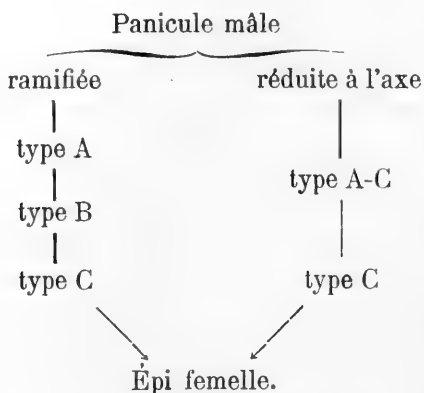 Panicule mâle
ramifiée réduite à l'axe
type A
type A-C
type B
type C type C
Épi femelle.